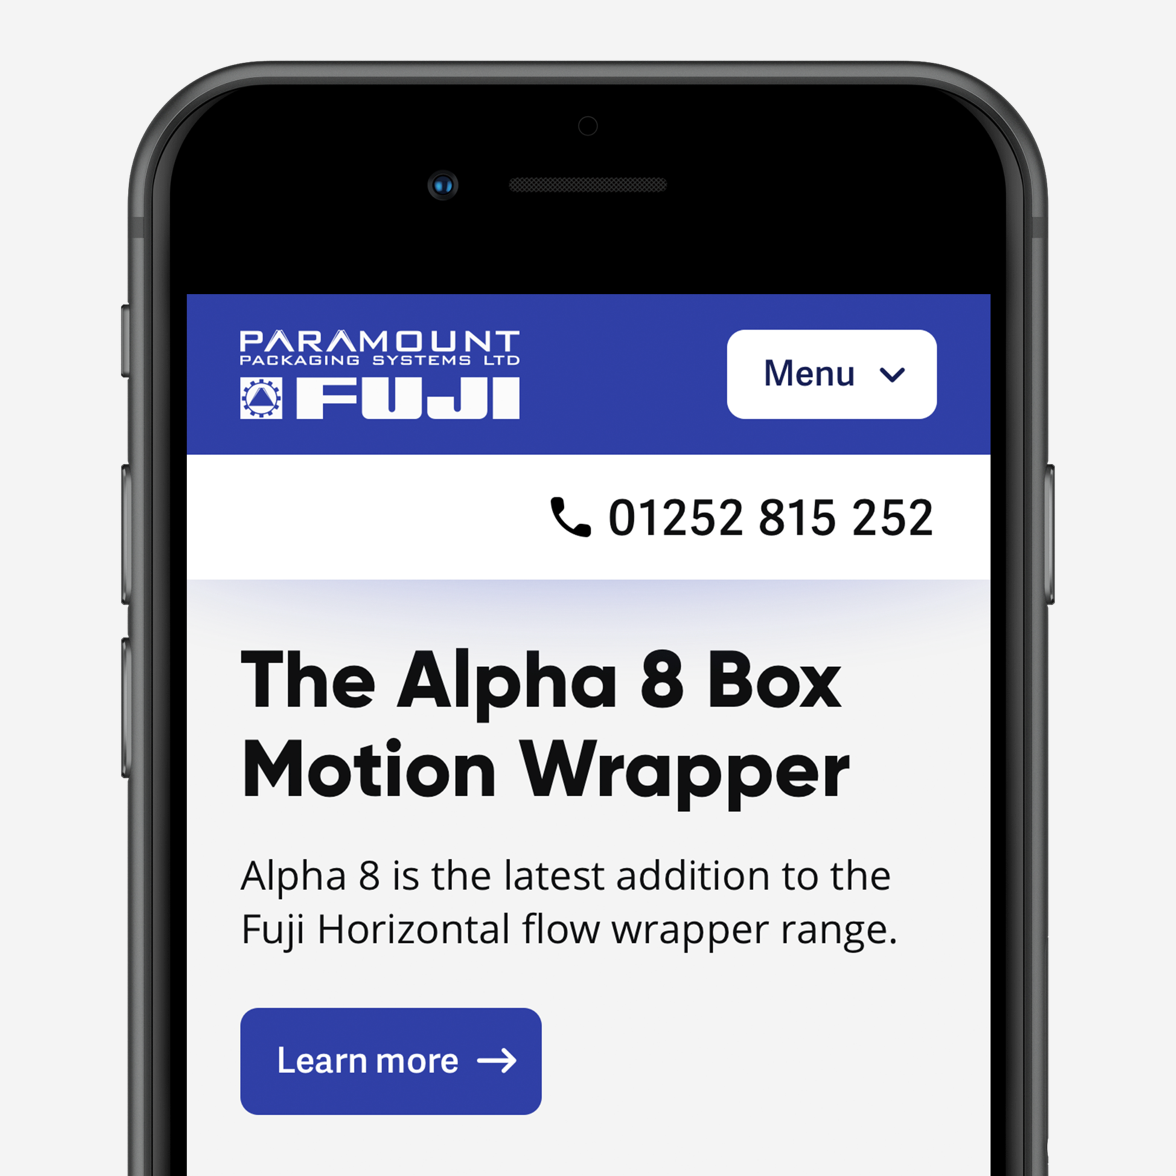 PARAMOUNT
PACKAGING SYSTEMS LTD
FUJI
Menu
01252 815 252
The Alpha 8 Box
Motion Wrapper
Alpha 8 is the latest addition to the
Fuji Horizontal flow wrapper range.
Learn more